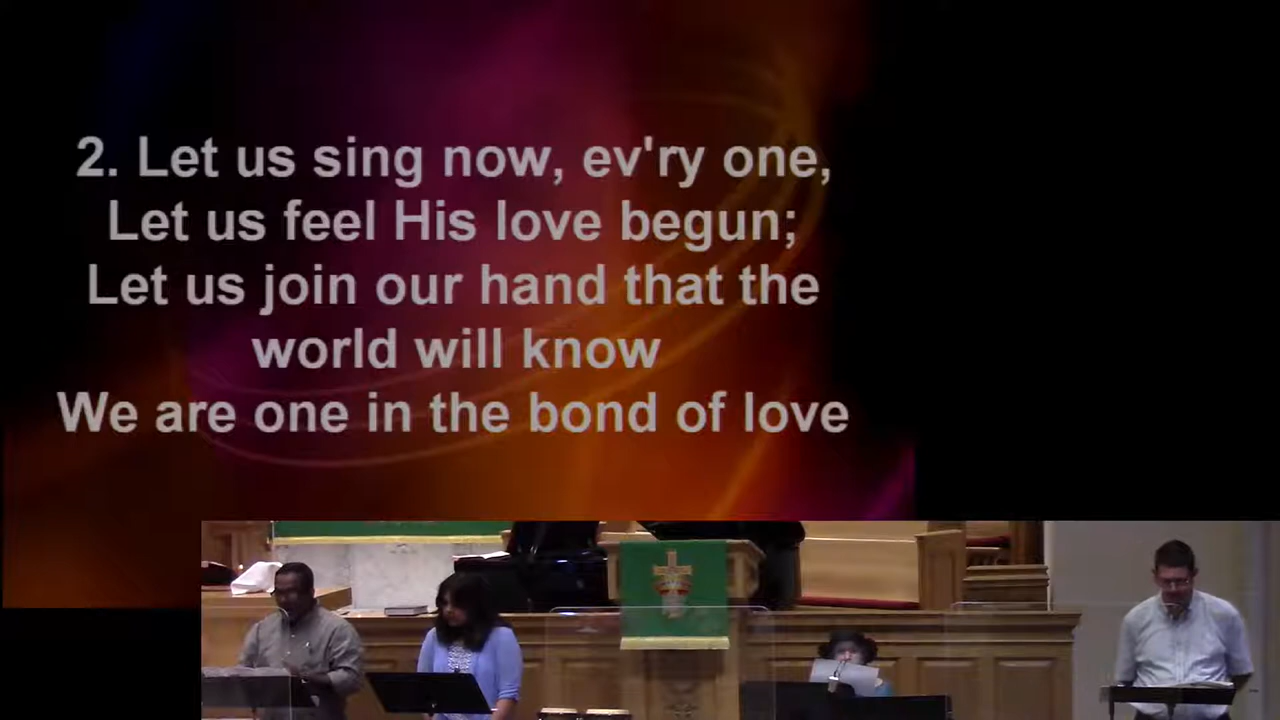 2. Let us sing now, ev'ry one,
Let us feel His love begun;
Let us join our hand that the
world will know
We are one in the bond of love